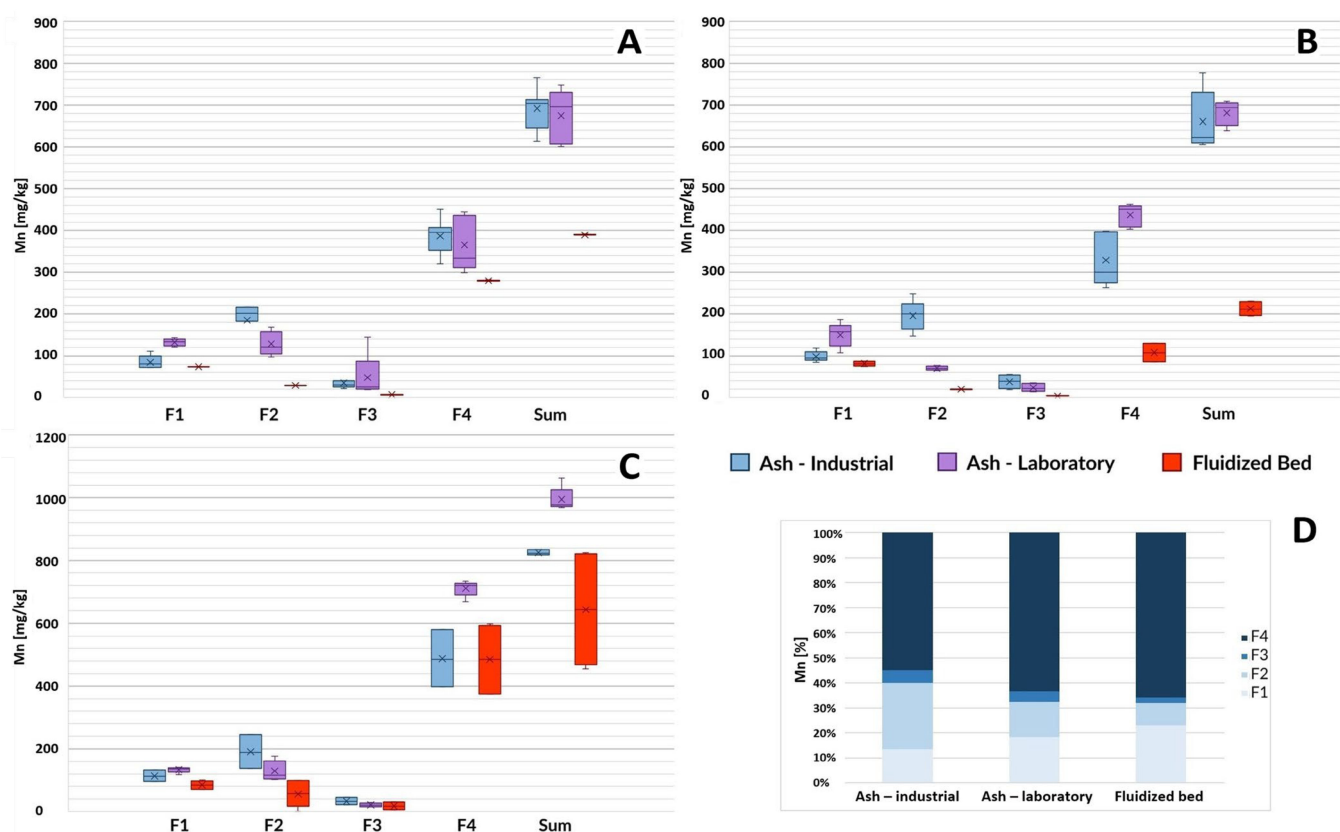 A
900
800
700
600
500
400
300
200
100
0
Mn [mg/kg]
F1 F2 F3 F4 Sum
B
900
800
700
600
500
400
300
200
100
0
Mn [mg/kg]
F1 F2 F3 F4 Sum
Ash - Industrial Ash - Laboratory Fluidized Bed
C
1200
1000
800
600
400
200
0
Mn [mg/kg]
F1 F2 F3 F4 Sum
D
100%
90%
80%
70%
60%
50%
40%
30%
20%
10%
0%
Mn [%]
Ash – industrial Ash – laboratory Fluidized bed
F4
F3
F2
F1